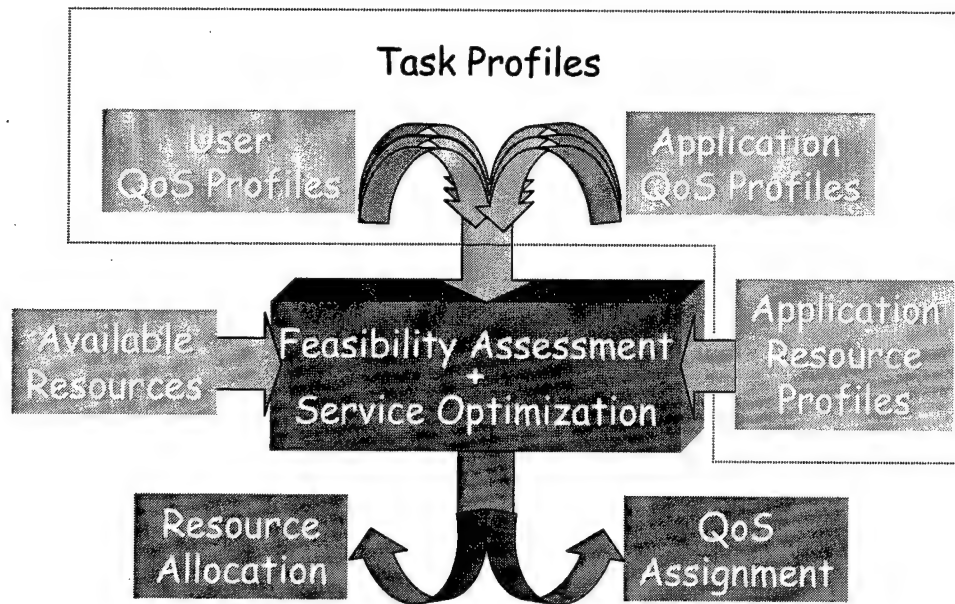 Task Profiles
User
QoS Profiles
Application
QoS Profiles
Available
Resources
Feasibility Assessment
+
Service Optimization
Application
Resource
Profiles
Resource
Allocation
QoS
Assignment